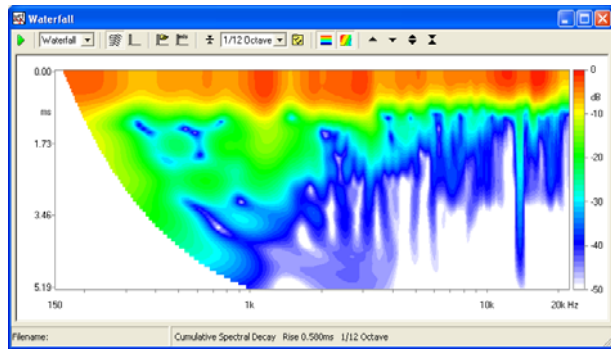 Waterfall
Waterfall 1/12 Octave
0.00
ms
1.73
3.46
5.19
150 1k 10k 20k Hz
0
dB
-10
-20
-30
-40
-50
Filename: Cumulative Spectral Decay Rise 0.500ms 1/12 Octave